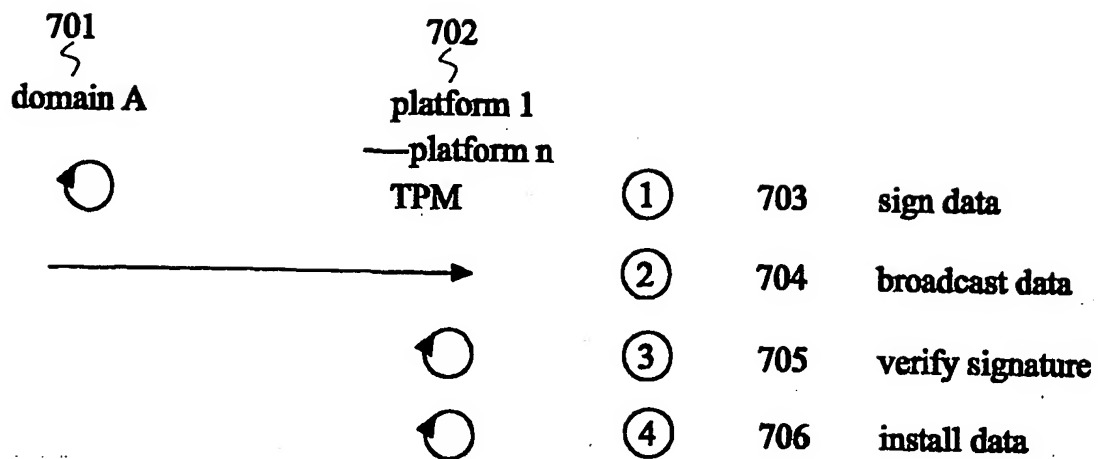 701 702
domain A platform 1
—platform n
TPM 1 703 sign data
2 704 broadcast data
3 705 verify signature
4 706 install data